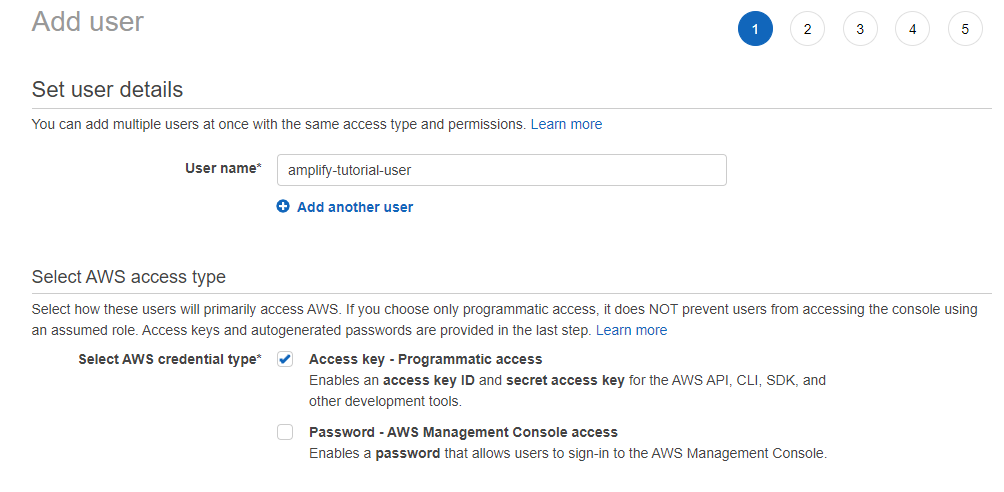 Add user
1 2 3 4 5
Set user details
You can add multiple users at once with the same access type and permissions. Learn more
User name* amplify-tutorial-user
Add another user
Select AWS access type
Select how these users will primarily access AWS. If you choose only programmatic access, it does NOT prevent users from accessing the console using
an assumed role. Access keys and autogenerated passwords are provided in the last step. Learn more
Select AWS credential type* Access key - Programmatic access
Enables an access key ID and secret access key for the AWS API, CLI, SDK, and
other development tools.
Password - AWS Management Console access
Enables a password that allows users to sign-in to the AWS Management Console.